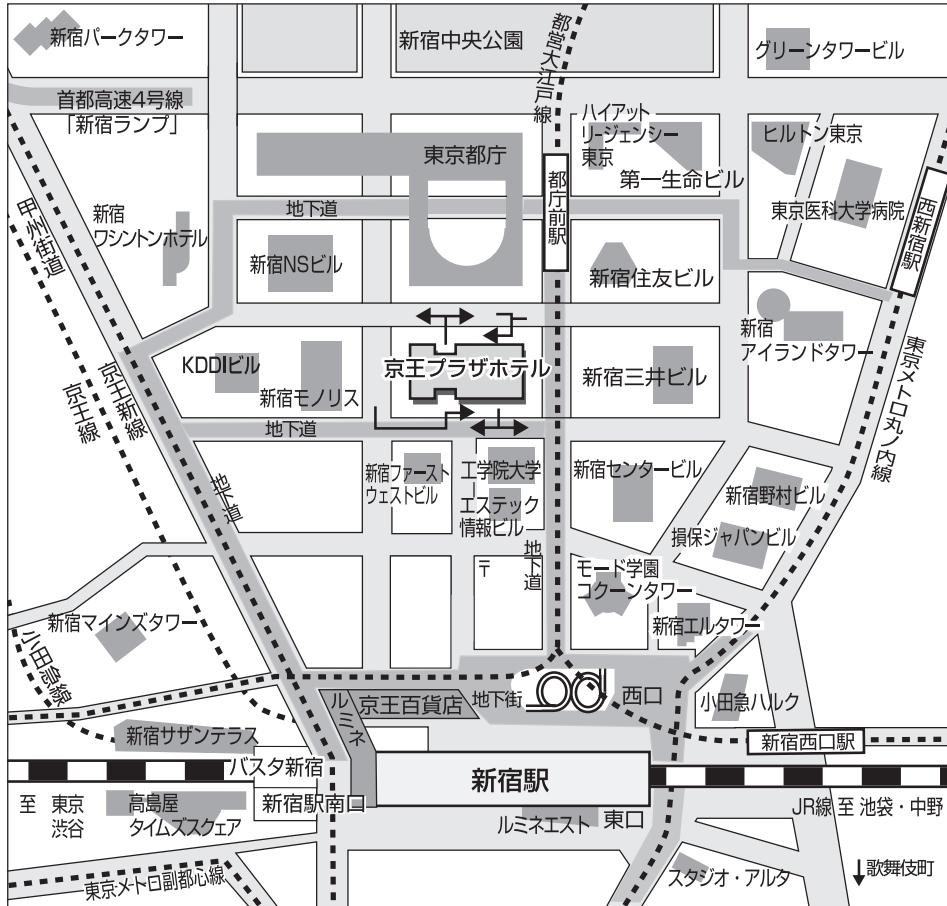 新宿パークタワー
新宿中央公園
都営大江戸線
グリーンタワービル
首都高速4号線
「新宿ランプ」
東京都庁
ハイアット
リージェンシー
東京
第一生命ビル
ヒルトン東京
都庁前駅
東京医科大学病院
西新宿駅
甲州街道
新宿
ワシントンホテル
地下道
新宿NSビル
新宿住友ビル
新宿
アイランドタワー
東京メトロ丸ノ内線
京王新線
京王線
KDDIビル
新宿モノリス
京王プラザホテル
新宿三井ビル
地下道
地下道
新宿ファースト
ウェストビル
工学院大学
エステック
情報ビル
新宿センタービル
新宿野村ビル
損保ジャパンビル
〒
地下道
モード学園
コクーンタワー
新宿マインズタワー
新宿エルタワー
小田急線
ルミネ
京王百貨店
地下街
西口
小田急ハルク
新宿サザンテラス
新宿西口駅
バスタ新宿
新宿駅
至 東京
渋谷
高島屋
タイムズスクェア
新宿駅南口
ルミネエスト
東口
JR線 至 池袋・中野
東京メトロ副都心線
スタジオ・アルタ
↓歌舞伎町